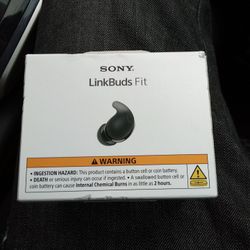 SONY
LinkBuds Fit
WARNING
• INGESTION HAZARD: This product contains a button cell or coin battery.
• DEATH or serious injury can occur if ingested. • A swallowed button cell or
coin battery can cause Internal Chemical Burns in as little as 2 hours.